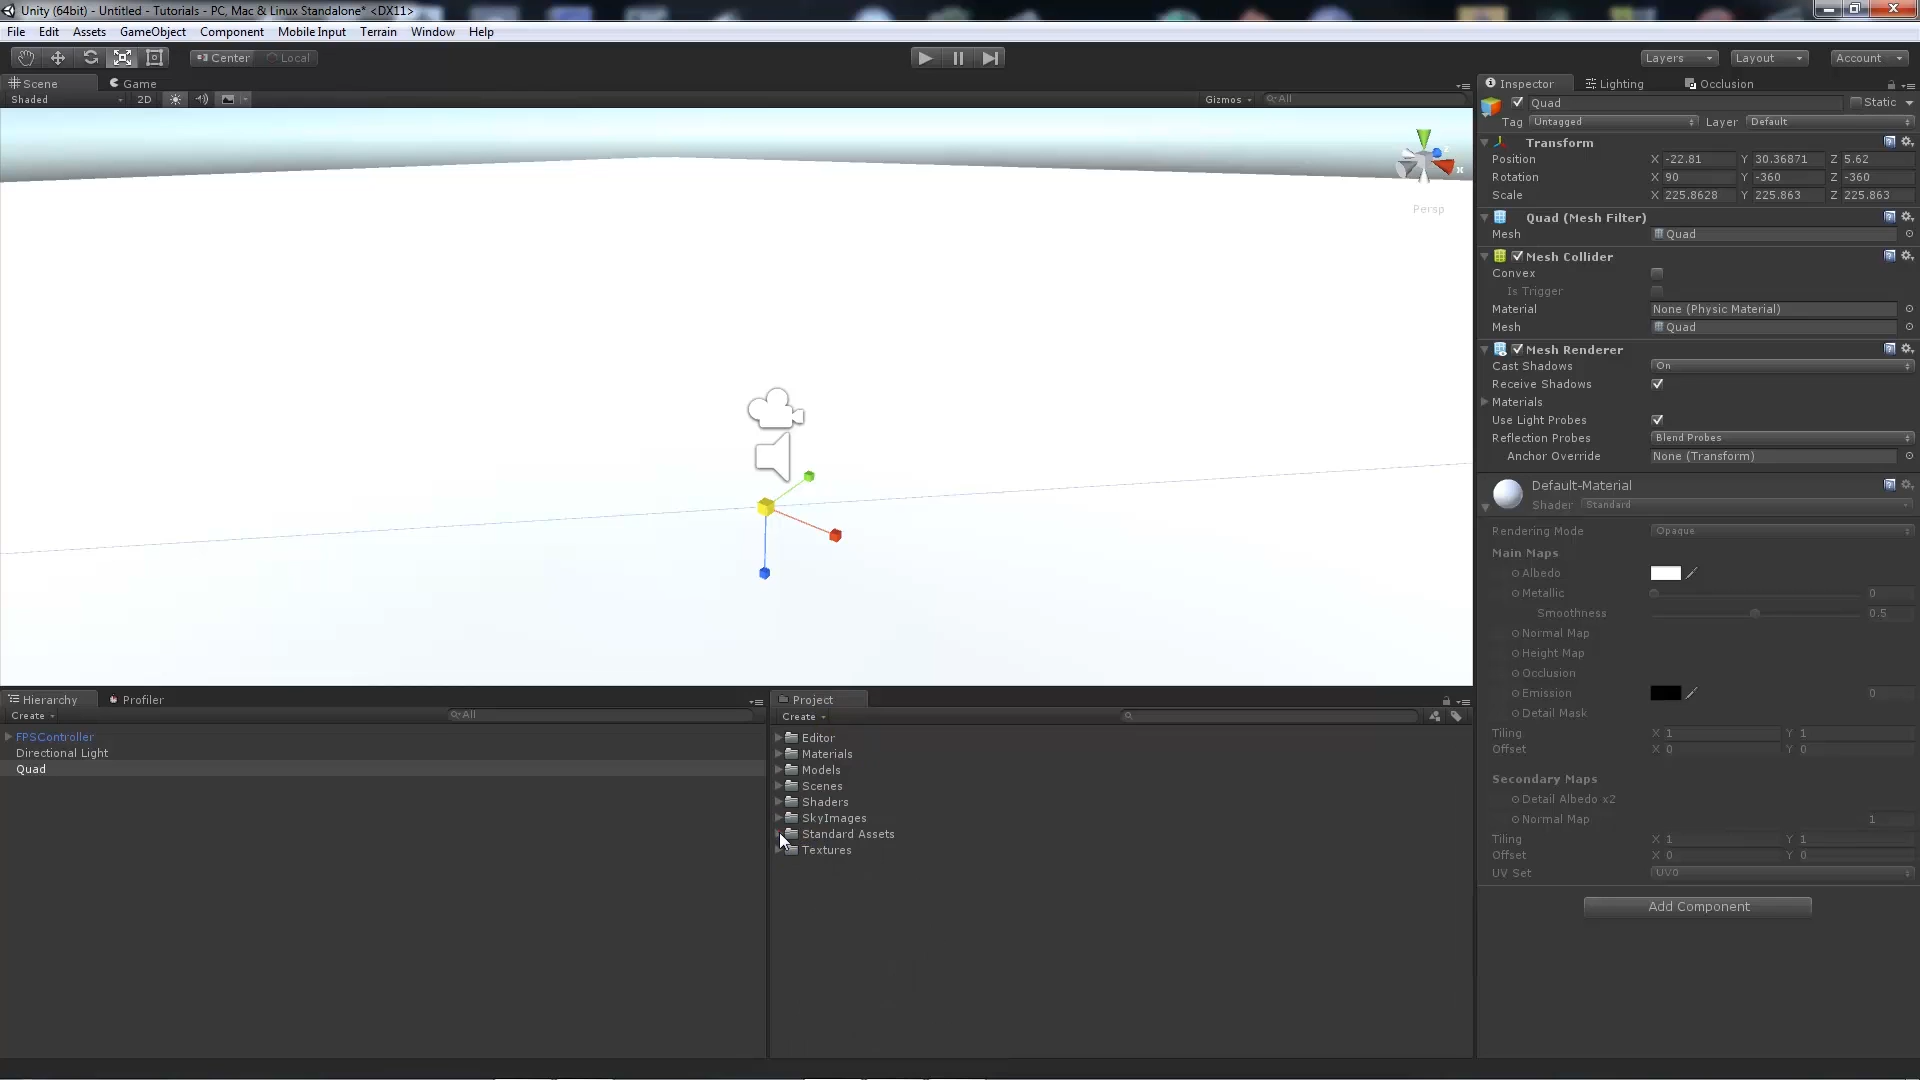 Unity (64bit) - Untitled - Tutorials - PC, Mac & Linux Standalone* <DX11>
File Edit Assets GameObject Component Mobile Input Terrain Window Help
Center Local
Layers Layout Account
Scene Game
Shaded 2D Gizmos All
Persp
Inspector Lighting Occlusion
Quad Static
Tag Untagged Layer Default
Transform
Position X -22.81 Y 30.36871 Z 5.62
Rotation X 90 Y -360 Z -360
Scale X 225.8628 Y 225.863 Z 225.863
Quad (Mesh Filter)
Mesh Quad
Mesh Collider
Convex
Is Trigger
Material None (Physic Material)
Mesh Quad
Mesh Renderer
Cast Shadows On
Receive Shadows
Materials
Use Light Probes
Reflection Probes Blend Probes
Anchor Override None (Transform)
Default-Material
Shader Standard
Rendering Mode Opaque
Main Maps
Albedo
Metallic 0
Smoothness 0.5
Normal Map
Height Map
Occlusion
Emission 0
Detail Mask
Tiling X 1 Y 1
Offset X 0 Y 0
Secondary Maps
Detail Albedo x2
Normal Map 1
Tiling X 1 Y 1
Offset X 0 Y 0
UV Set UV0
Add Component
Hierarchy Profiler
Create All
FPSController
Directional Light
Quad
Project
Create
Editor
Materials
Models
Scenes
Shaders
SkyImages
Standard Assets
Textures